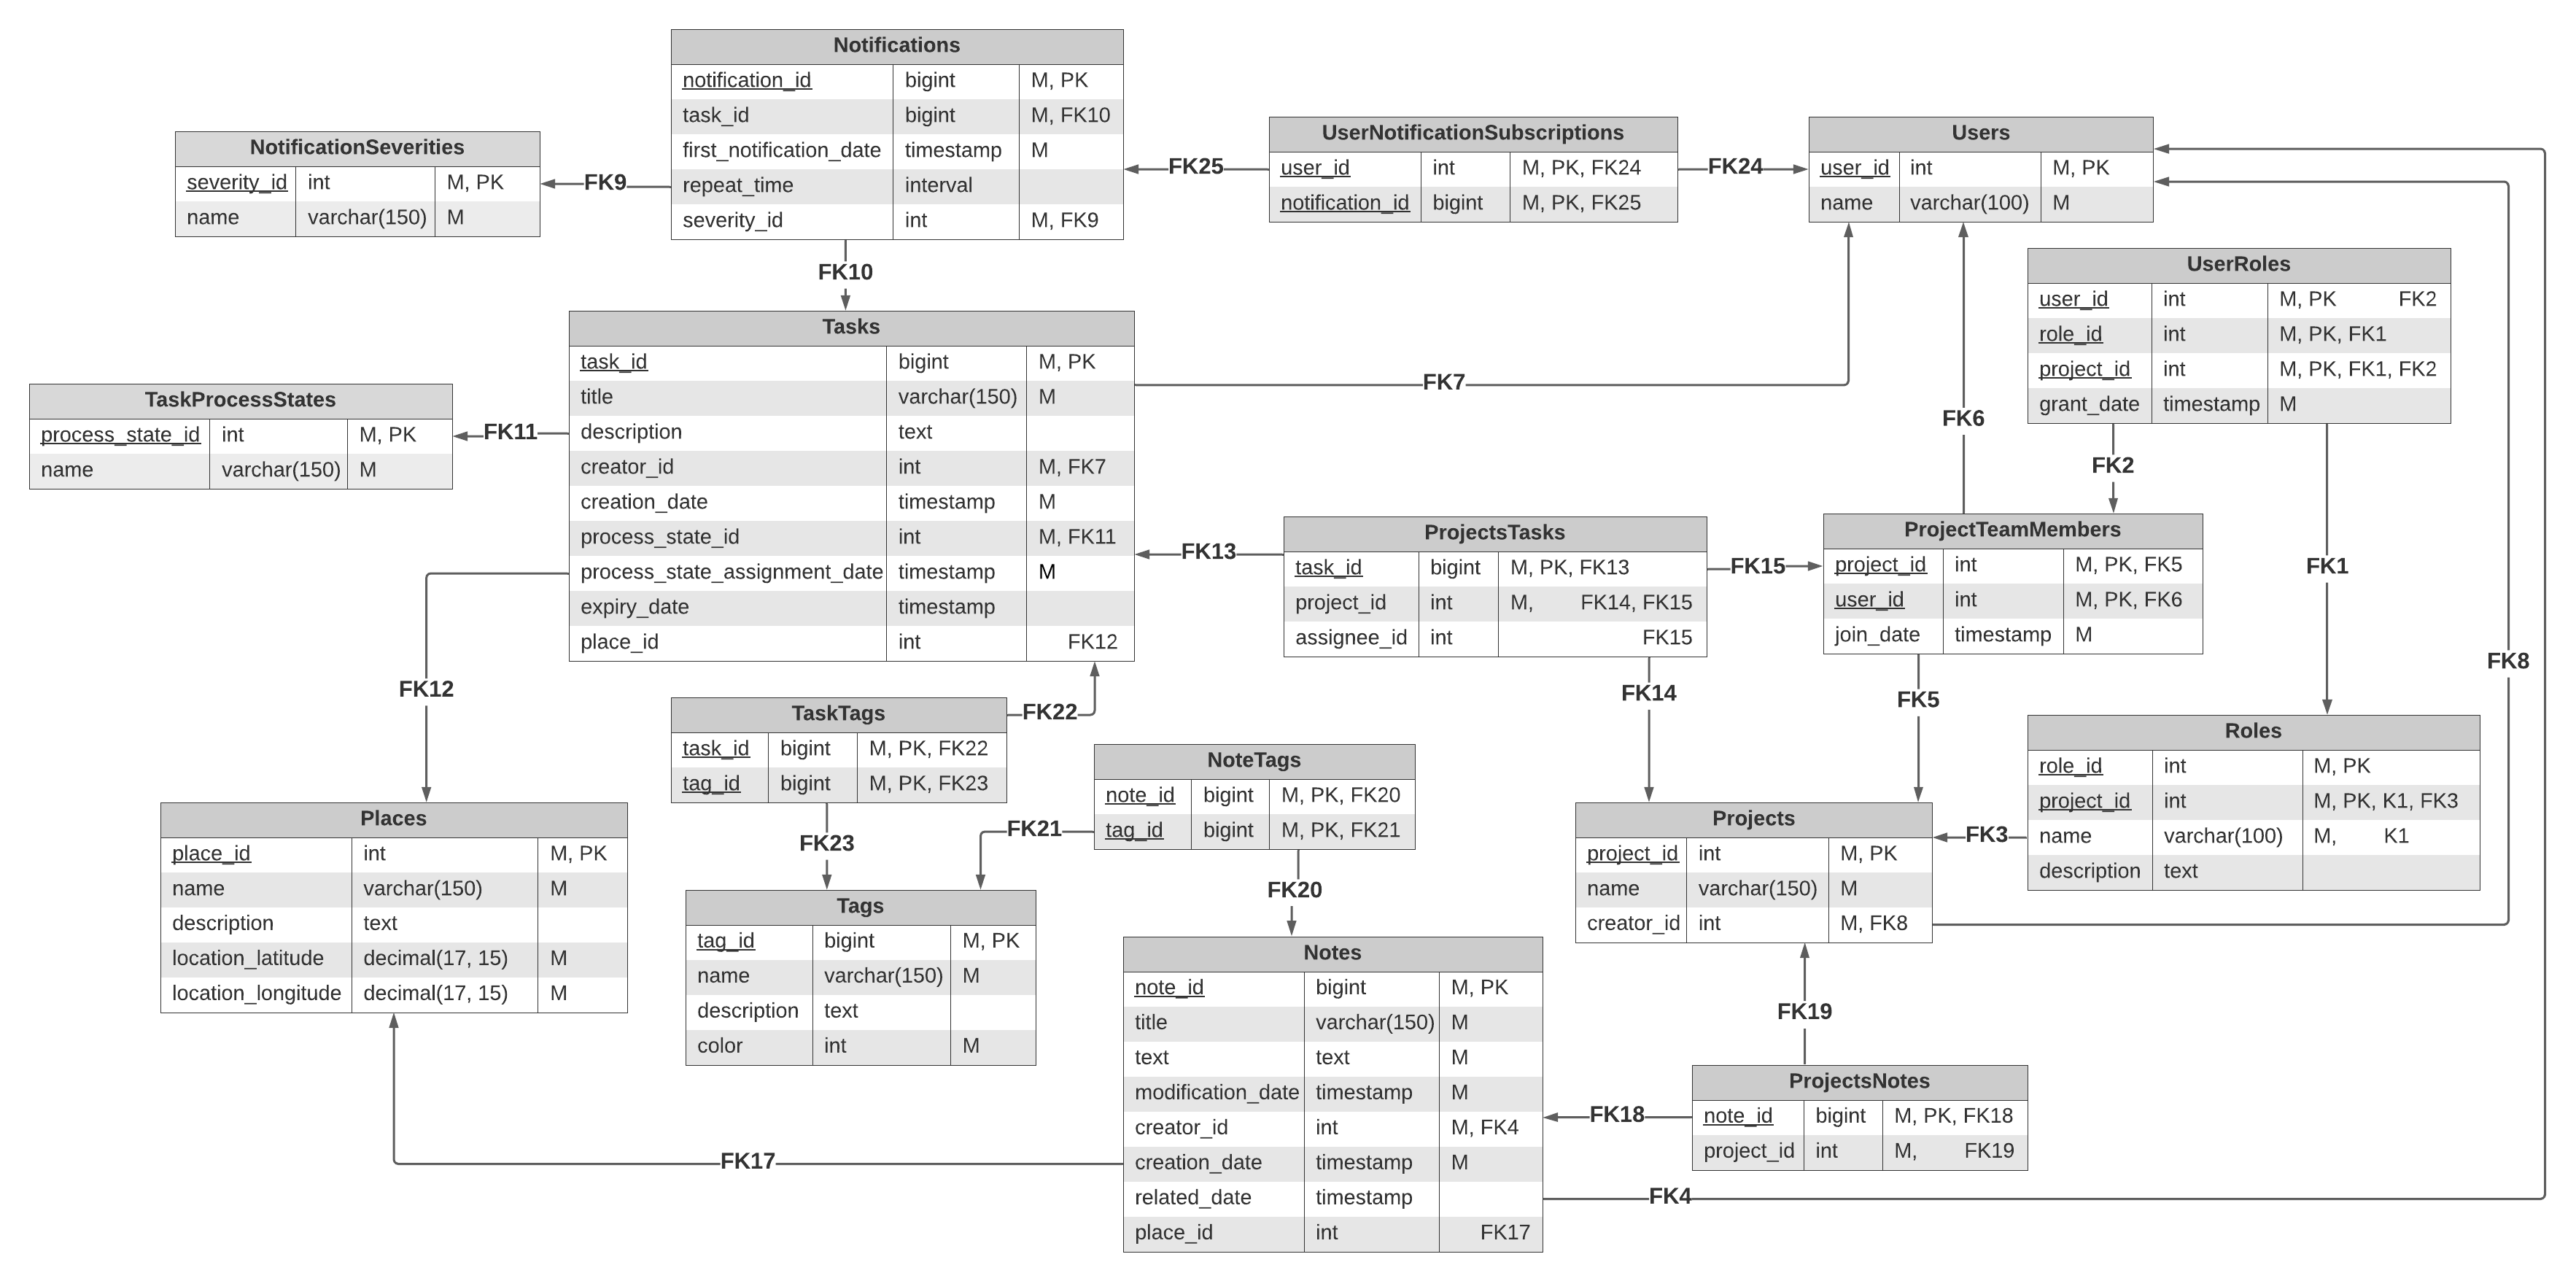 Notifications
notification_id bigint M, PK
task_id bigint M, FK10
first_notification_date timestamp M
repeat_time interval
severity_id int M, FK9
NotificationSeverities
severity_id int M, PK
name varchar(150) M
FK9
FK25
UserNotificationSubscriptions
user_id int M, PK, FK24
notification_id bigint M, PK, FK25
FK24
Users
user_id int M, PK
name varchar(100) M
UserRoles
user_id int M, PK FK2
role_id int M, PK, FK1
project_id int M, PK, FK1, FK2
grant_date timestamp M
FK10
Tasks
task_id bigint M, PK
title varchar(150) M
description text
creator_id int M, FK7
creation_date timestamp M
process_state_id int M, FK11
process_state_assignment_date timestamp M
expiry_date timestamp
place_id int FK12
FK7
TaskProcessStates
process_state_id int M, PK
name varchar(150) M
FK11
FK6
FK2
FK1
FK13
ProjectsTasks
task_id bigint M, PK, FK13
project_id int M, FK14, FK15
assignee_id int FK15
FK15
ProjectTeamMembers
project_id int M, PK, FK5
user_id int M, PK, FK6
join_date timestamp M
FK8
FK12
FK22
FK14
FK5
TaskTags
task_id bigint M, PK, FK22
tag_id bigint M, PK, FK23
NoteTags
note_id bigint M, PK, FK20
tag_id bigint M, PK, FK21
Roles
role_id int M, PK
project_id int M, PK, K1, FK3
name varchar(100) M, K1
description text
Places
place_id int M, PK
name varchar(150) M
description text
location_latitude decimal(17, 15) M
location_longitude decimal(17, 15) M
FK23
FK21
FK3
Projects
project_id int M, PK
name varchar(150) M
creator_id int M, FK8
FK20
Tags
tag_id bigint M, PK
name varchar(150) M
description text
color int M
Notes
note_id bigint M, PK
title varchar(150) M
text text M
modification_date timestamp M
creator_id int M, FK4
creation_date timestamp M
related_date timestamp
place_id int FK17
FK19
ProjectsNotes
note_id bigint M, PK, FK18
project_id int M, FK19
FK18
FK17
FK4